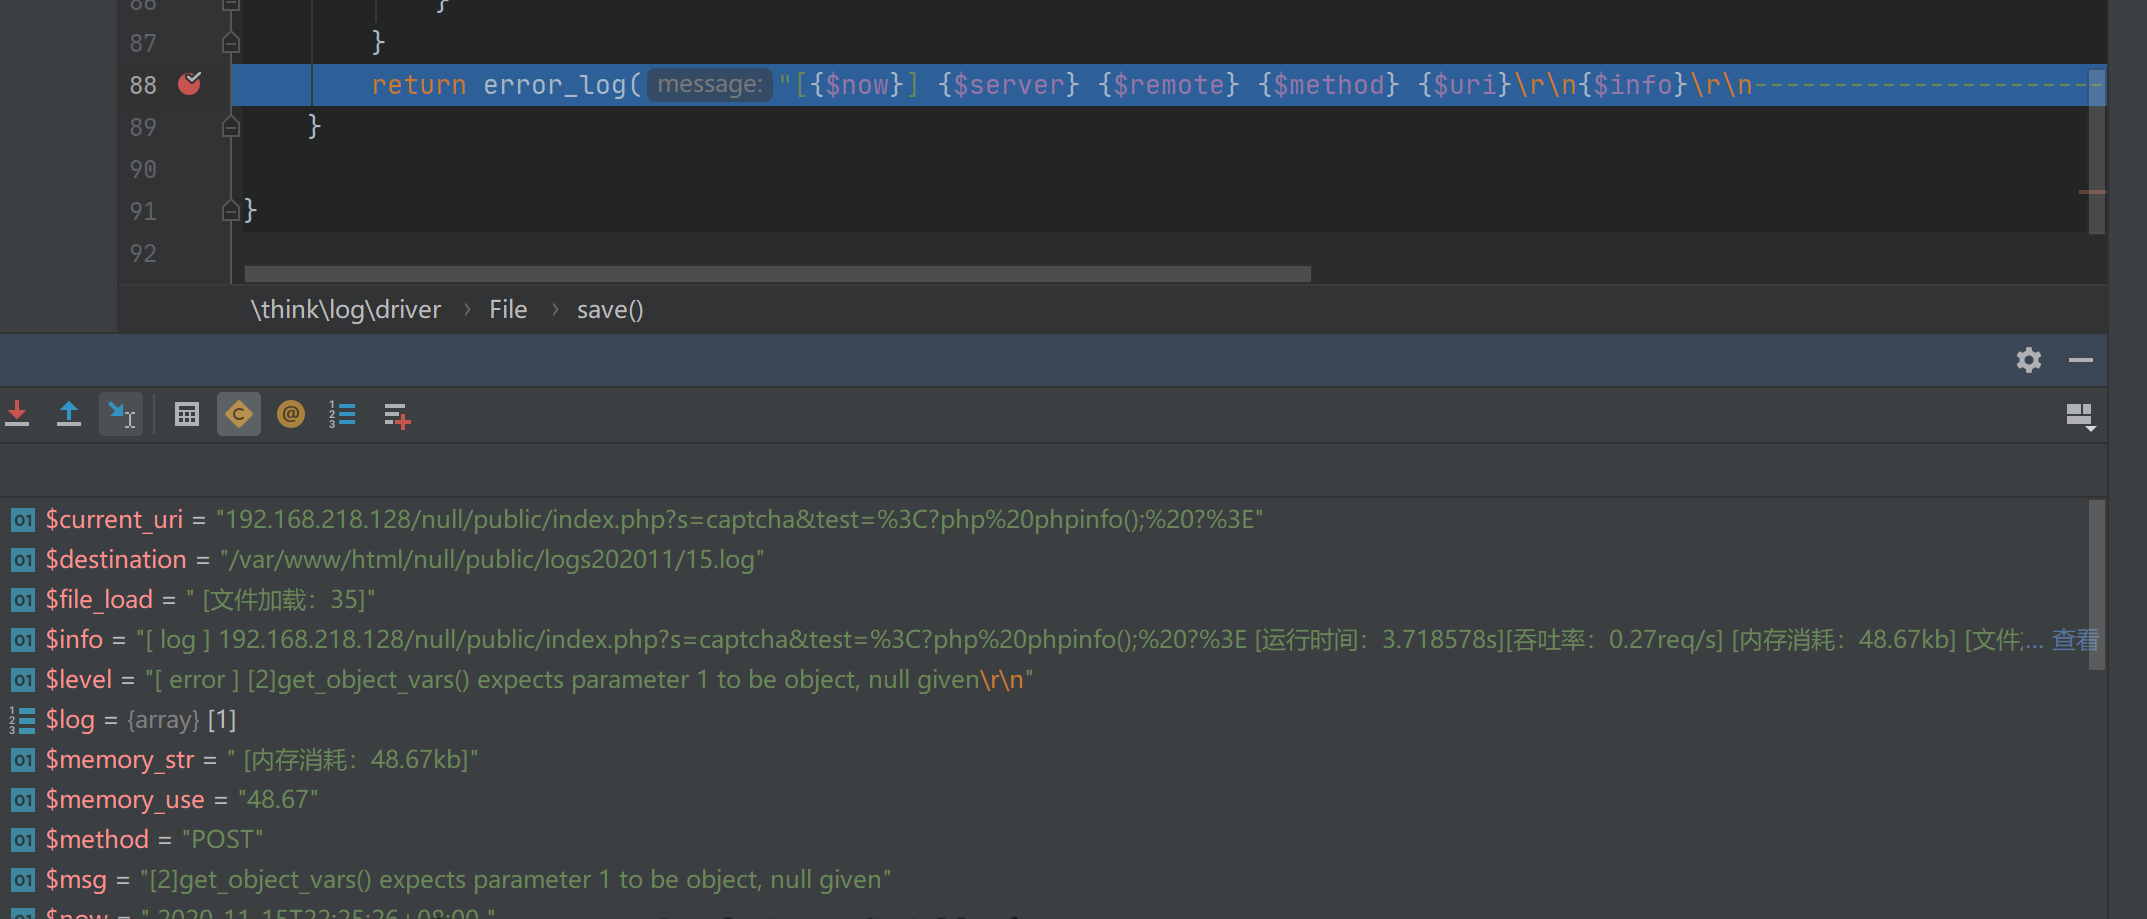 86 }
87 }
88 return error_log( message: "[{$now}] {$server} {$remote} {$method} {$uri}\r\n{$info}\r\n----------------------
89 }
90
91 }
92
\think\log\driver › File › save()
$current_uri = "192.168.218.128/null/public/index.php?s=captcha&test=%3C?php%20phpinfo();%20?%3E"
$destination = "/var/www/html/null/public/logs202011/15.log"
$file_load = " [文件加载：35]"
$info = "[ log ] 192.168.218.128/null/public/index.php?s=captcha&test=%3C?php%20phpinfo();%20?%3E [运行时间：3.718578s][吞吐率：0.27req/s] [内存消耗：48.67kb] [文件... 查看
$level = "[ error ] [2]get_object_vars() expects parameter 1 to be object, null given\r\n"
$log = {array} [1]
$memory_str = " [内存消耗：48.67kb]"
$memory_use = "48.67"
$method = "POST"
$msg = "[2]get_object_vars() expects parameter 1 to be object, null given"
$now = " 2020-11-15T22:25:26+08:00 "